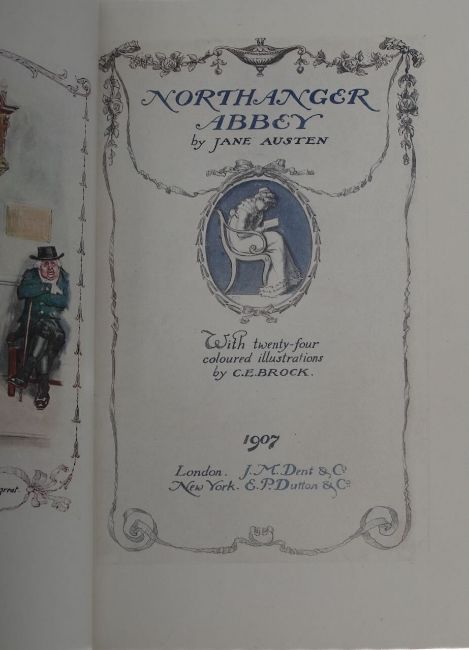 great.
NORTHANGER
ABBEY
by JANE AUSTEN
With twenty-four
coloured illustrations
by C.E.BROCK.
1907
London. J.M.Dent & Co
New York. E.P.Dutton & Co